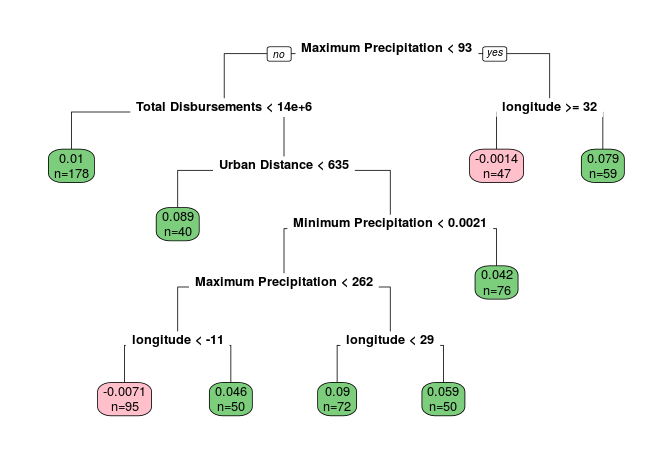 Maximum Precipitation < 93
no
yes
Total Disbursements < 14e+6
longitude >= 32
0.01
n=178
Urban Distance < 635
-0.0014
n=47
0.079
n=59
0.089
n=40
Minimum Precipitation < 0.0021
Maximum Precipitation < 262
0.042
n=76
longitude < -11
longitude < 29
-0.0071
n=95
0.046
n=50
0.09
n=72
0.059
n=50